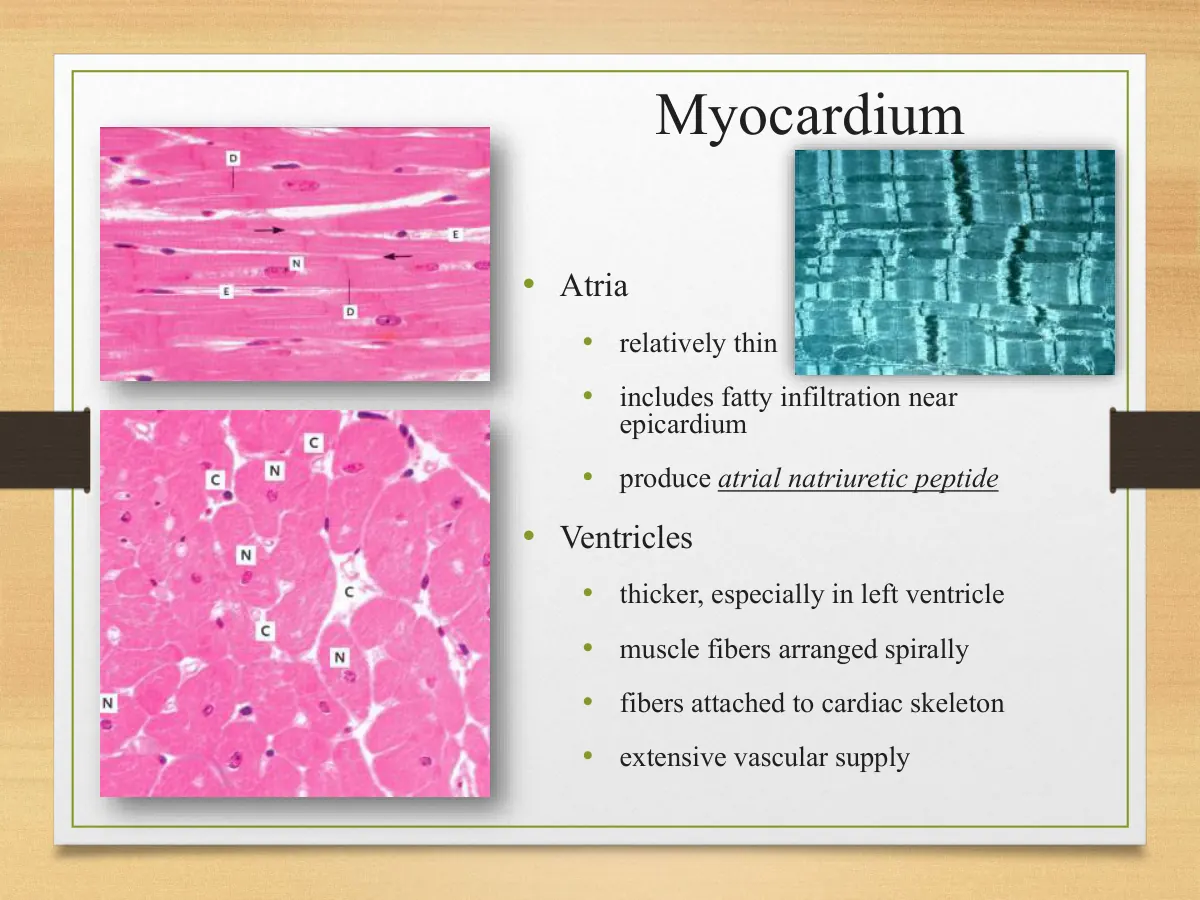 Myocardium
D
E
N
E
D
C
N
C
N
C
C
N
N
• Atria
• relatively thin
• includes fatty infiltration near
epicardium
• produce atrial natriuretic peptide
• Ventricles
• thicker, especially in left ventricle
• muscle fibers arranged spirally
• fibers attached to cardiac skeleton
• extensive vascular supply